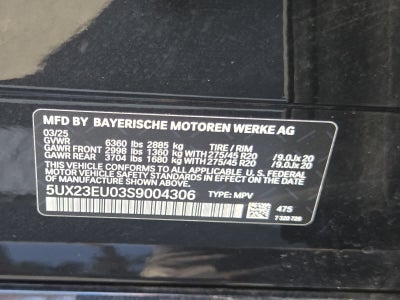 MFD BY BAYERISCHE MOTOREN WERKE AG
03/25
GVWR 6360 lbs 2885 kg TIRE / RIM
GAWR FRONT 2998 lbs 1360 kg WITH 275/45 R20 /9.0Jx20
GAWR REAR 3704 lbs 1680 kg WITH 275/45 R20 /9.0Jx20
THIS VEHICLE CONFORMS TO ALL APPLICABLE U.S. FEDERAL
MOTOR VEHICLE SAFETY STANDARDS IN EFFECT ON THE
DATE OF MANUFACTURE SHOWN ABOVE.
5UX23EU03S9004306 TYPE: MPV
475